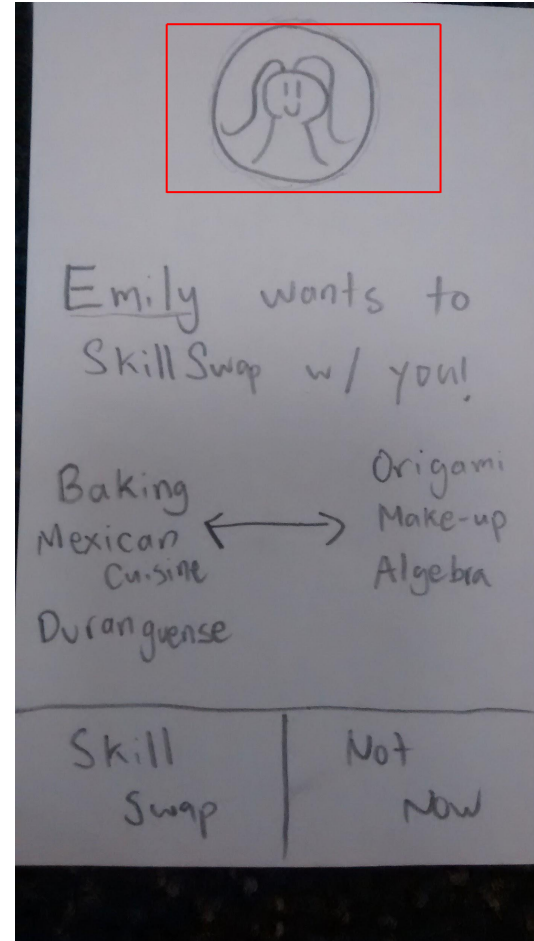 Emily wants to
SkillSwap w/ you!
Baking
Mexican
Cuisine
Duranguense
Origami
Make-up
Algebra
Skill
Swap
Not
Now